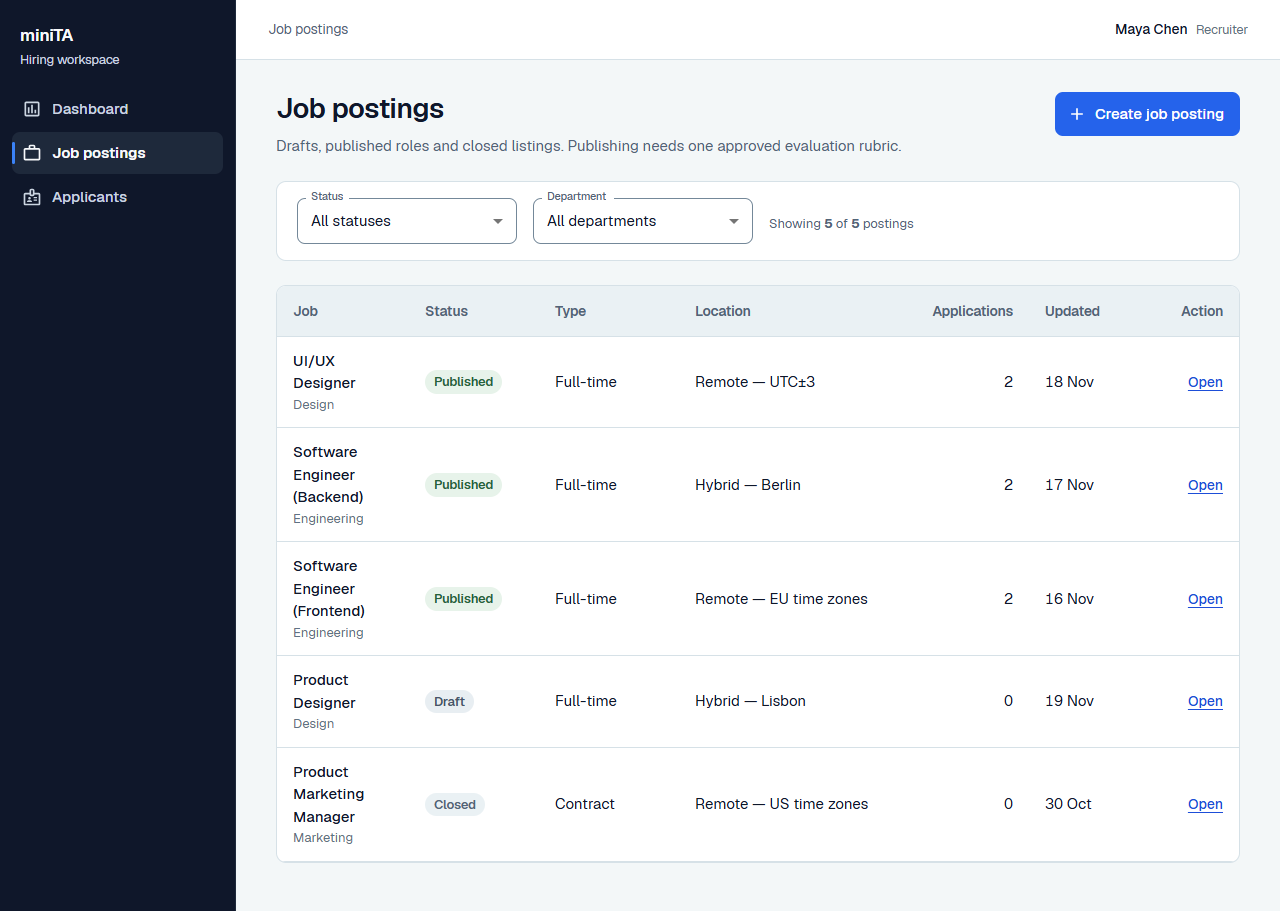 miniTA
Hiring workspace
Dashboard
Job postings
Applicants
Job postings
Maya Chen Recruiter
Job postings
Drafts, published roles and closed listings. Publishing needs one approved evaluation rubric.
+ Create job posting
Status
All statuses
Department
All departments
Showing 5 of 5 postings
Job Status Type Location Applications Updated Action
UI/UX
Designer
Design
Published Full-time Remote — UTC±3 2 18 Nov Open
Software
Engineer
(Backend)
Engineering
Published Full-time Hybrid — Berlin 2 17 Nov Open
Software
Engineer
(Frontend)
Engineering
Published Full-time Remote — EU time zones 2 16 Nov Open
Product
Designer
Design
Draft Full-time Hybrid — Lisbon 0 19 Nov Open
Product
Marketing
Manager
Marketing
Closed Contract Remote — US time zones 0 30 Oct Open